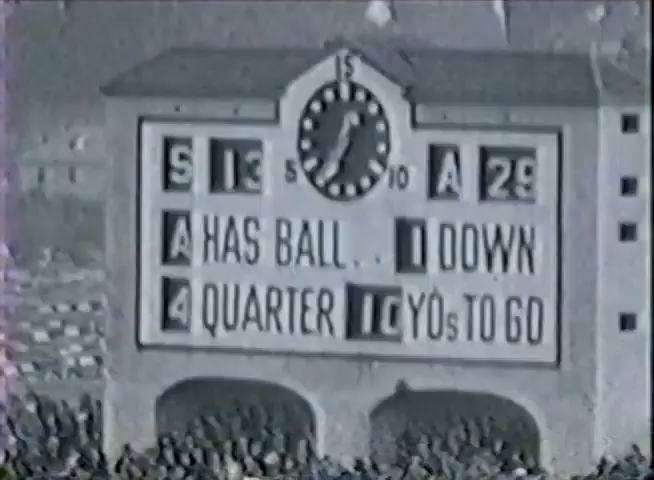 15
S 13 5 10 A 29
A HAS BALL.. 1 DOWN
4 QUARTER 10 YDs TO GO